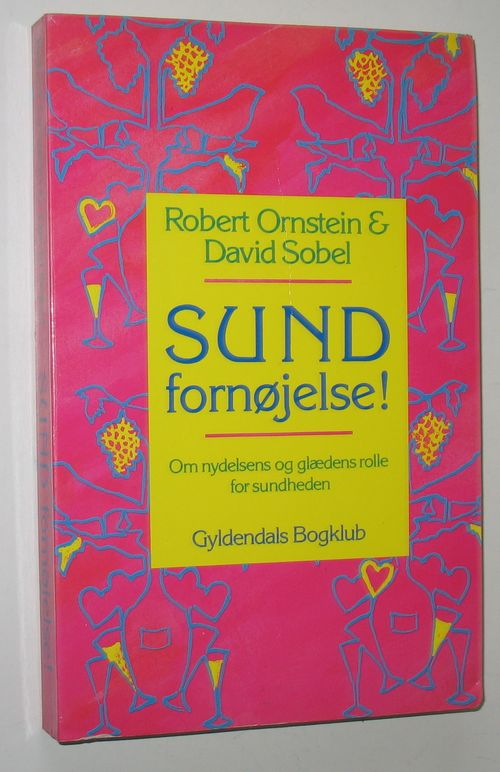 Robert Ornstein &
David Sobel
SUND
fornøjelse!
Om nydelsens og glædens rolle
for sundheden
Gyldendals Bogklub